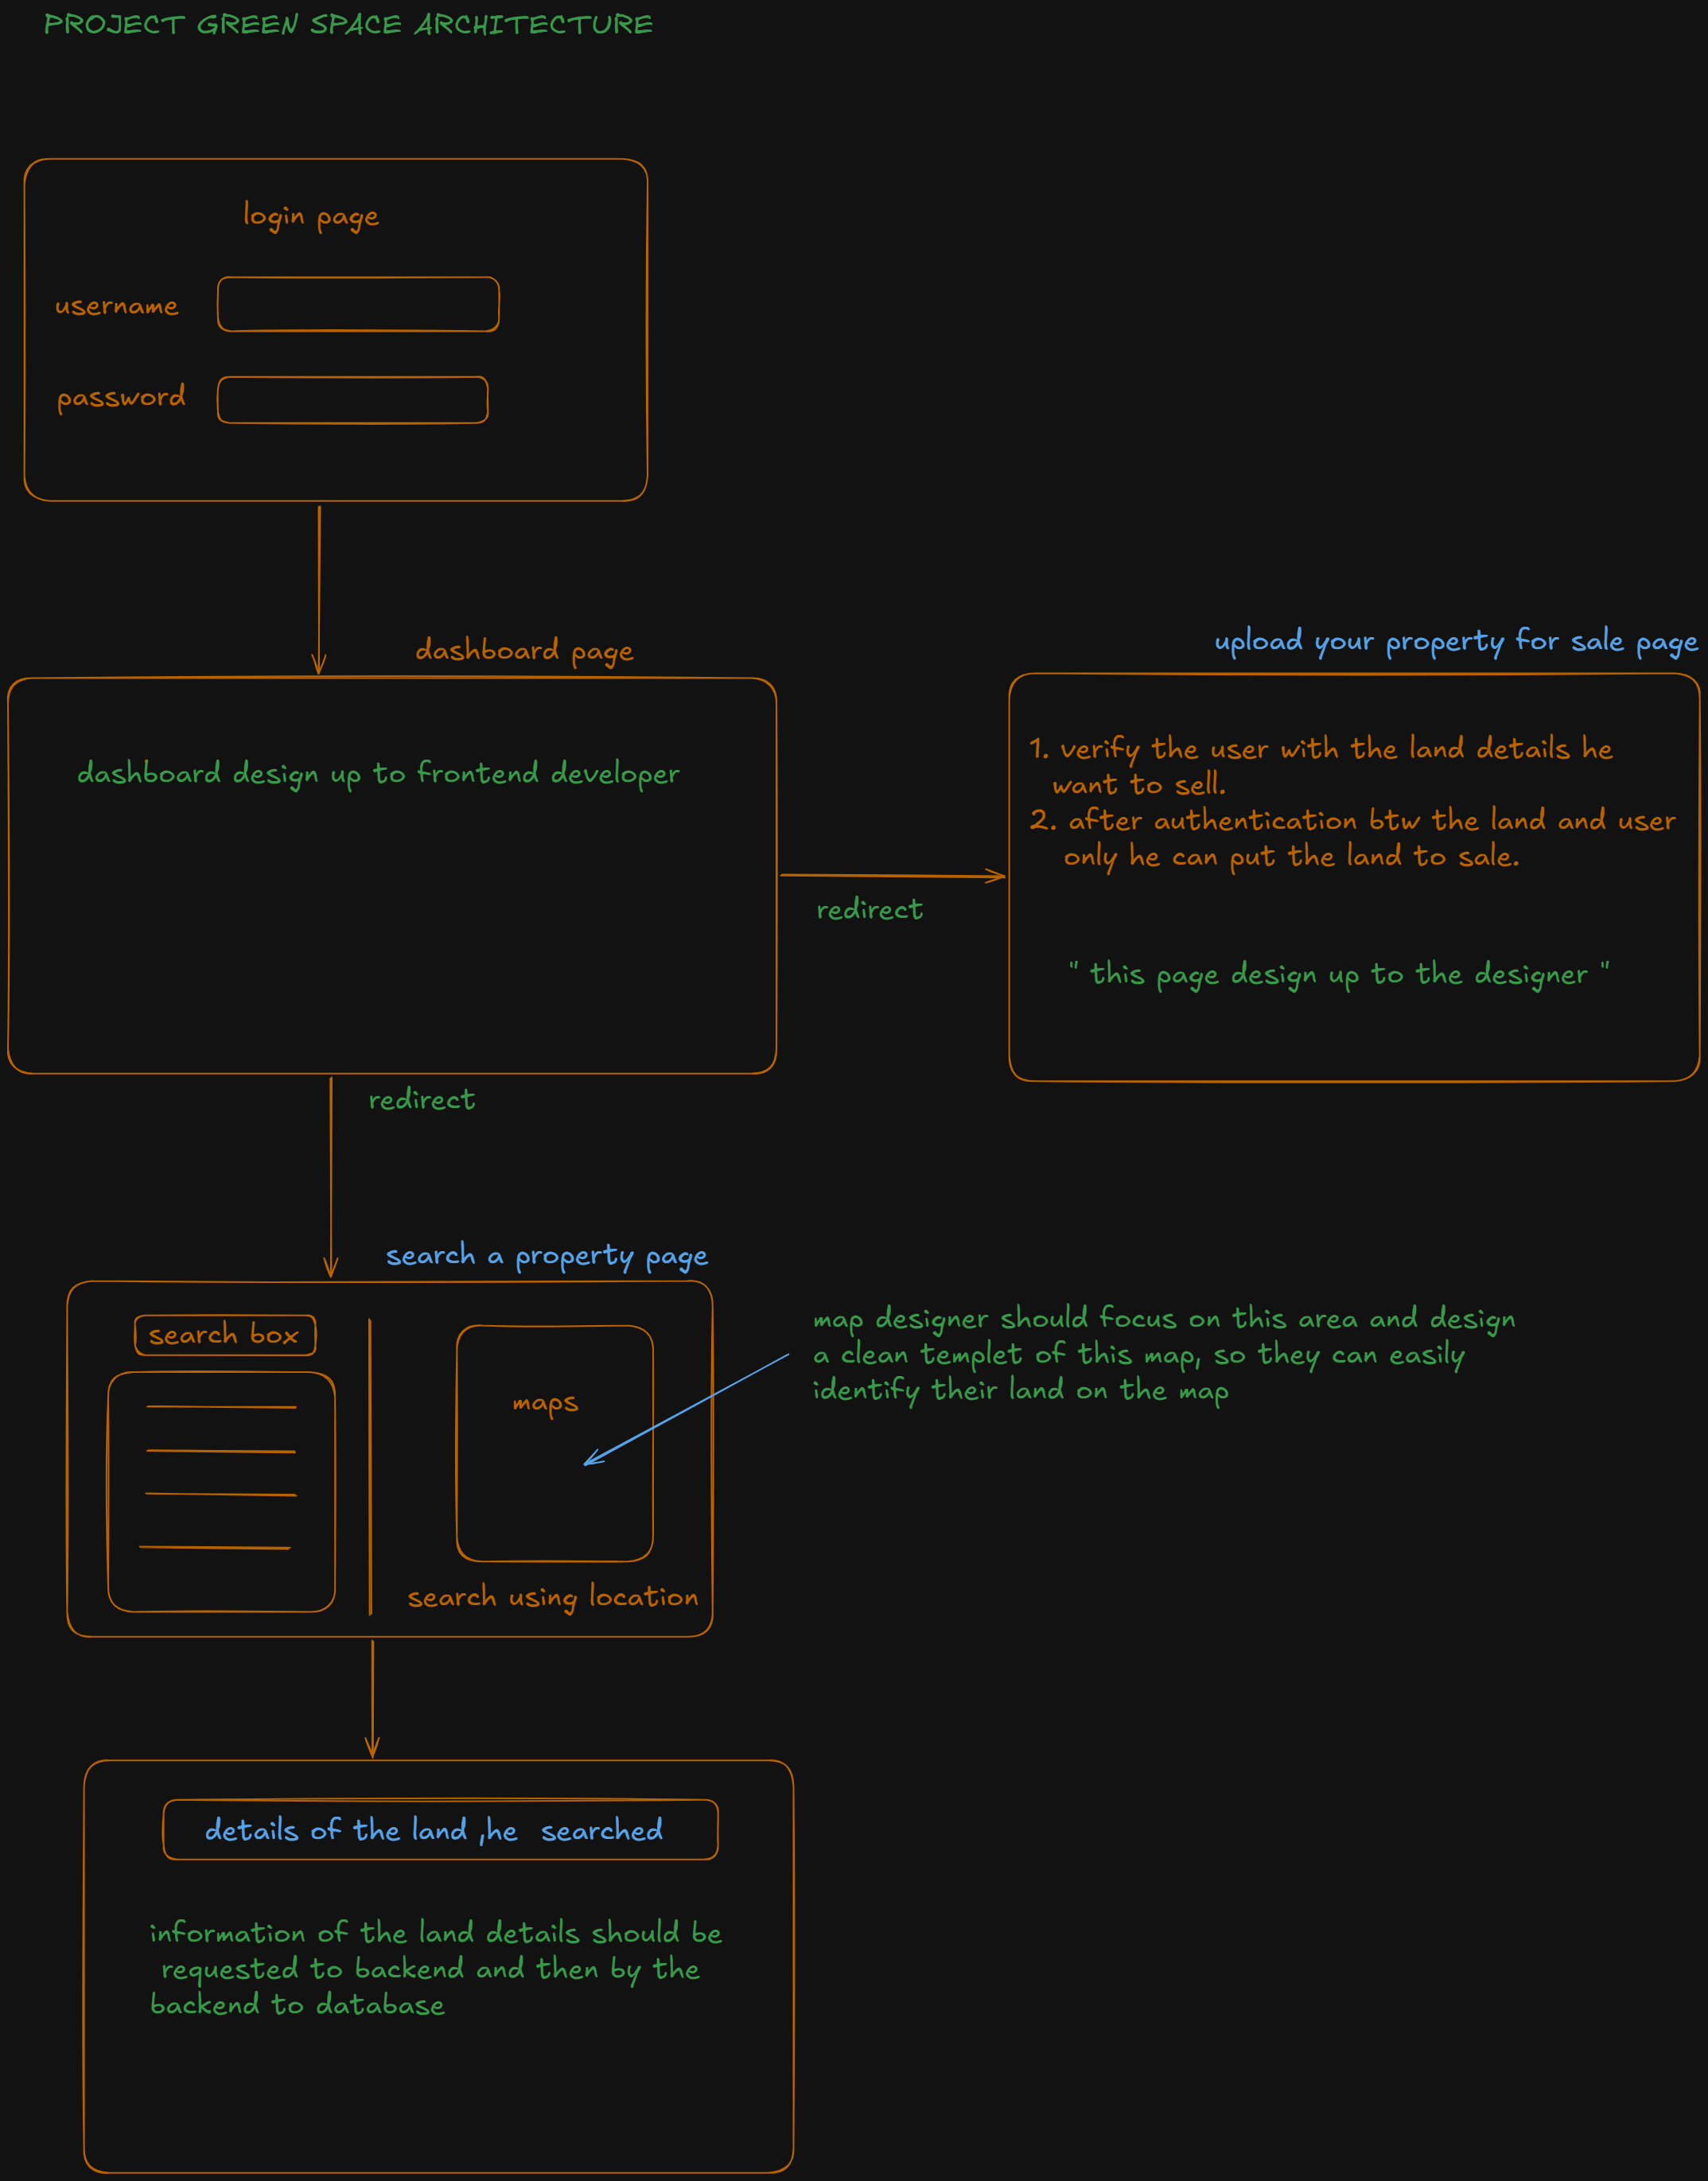 PROJECT GREEN SPACE ARCHITECTURE
login page
username
password
dashboard page
dashboard design up to frontend developer
redirect
upload your property for sale page
1. verify the user with the land details he
want to sell.
2. after authentication btw the land and user
only he can put the land to sale.
" this page design up to the designer "
redirect
search a property page
search box
maps
search using location
map designer should focus on this area and design
a clean templet of this map, so they can easily
identify their land on the map
details of the land ,he searched
information of the land details should be
requested to backend and then by the
backend to database